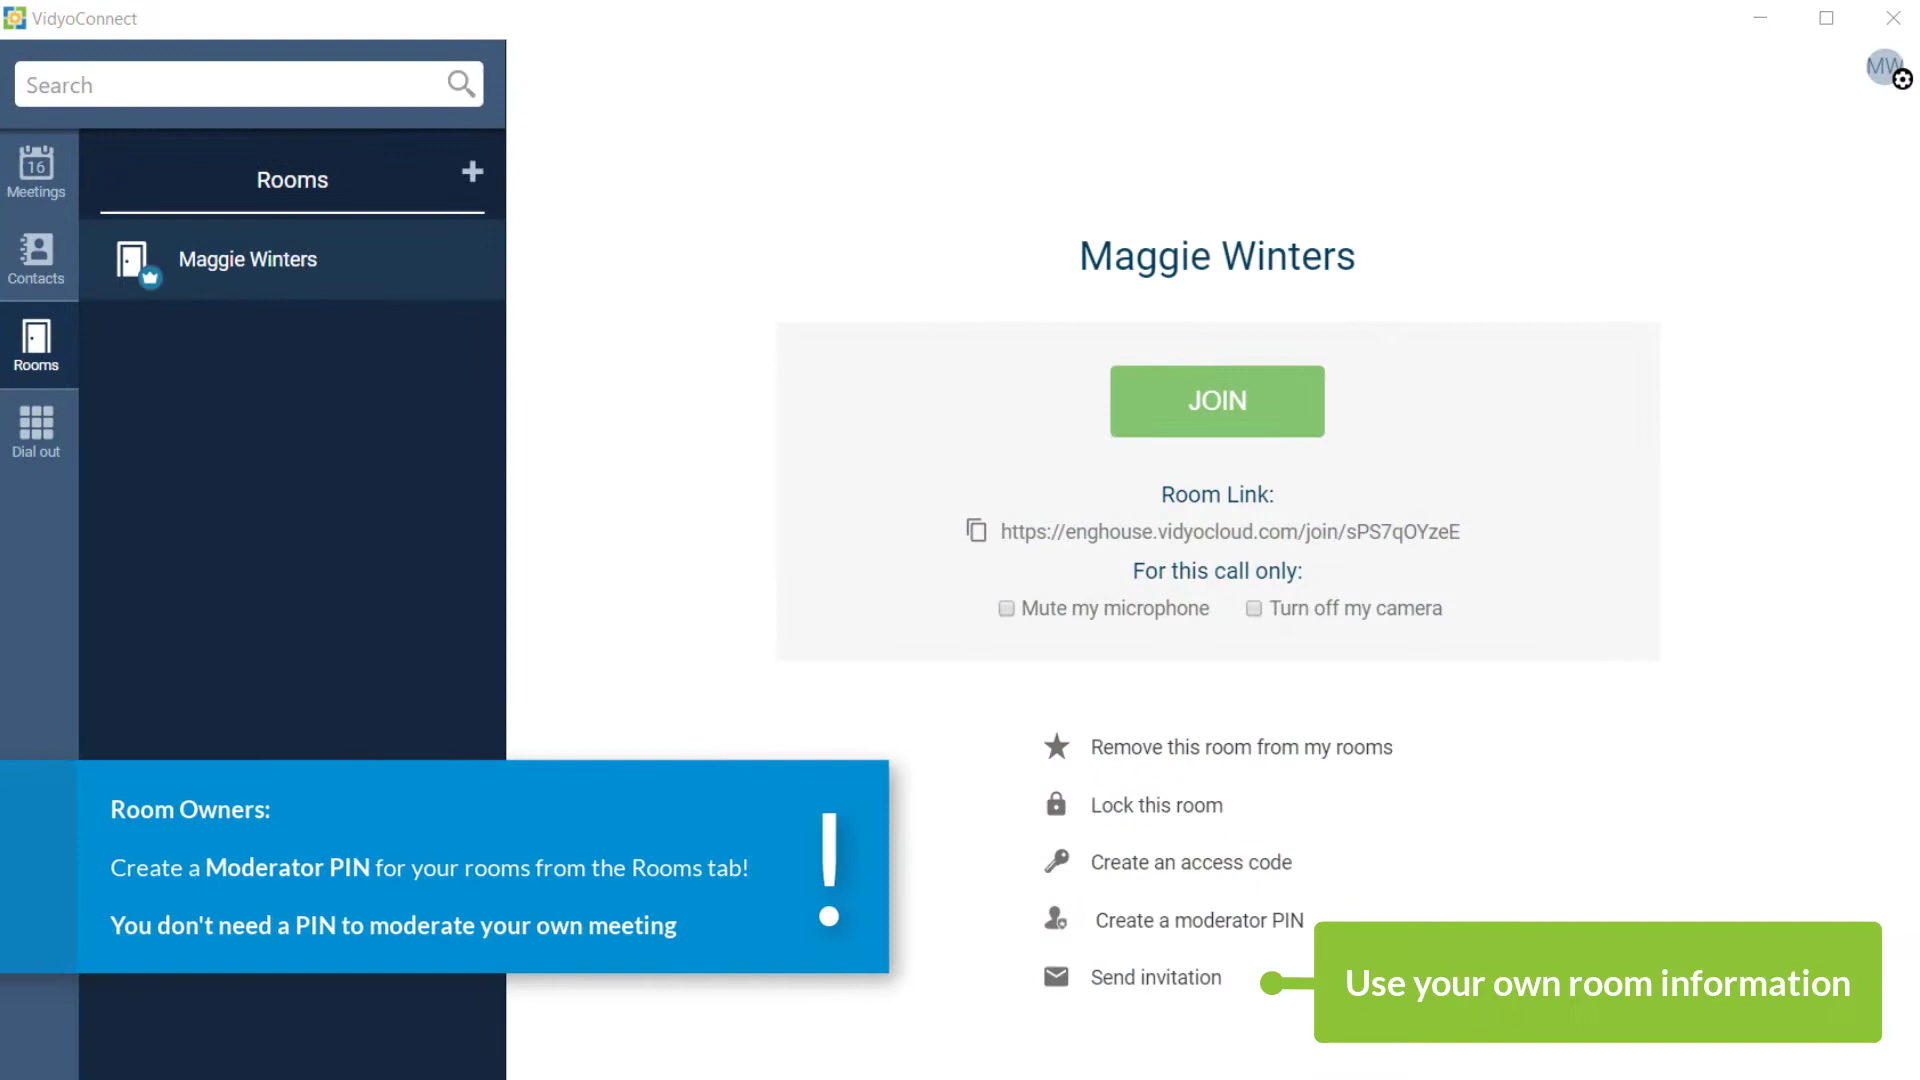 VidyoConnect
Search
MW
16
Meetings
Rooms
Contacts
Maggie Winters
Rooms
Dial out
Maggie Winters
JOIN
Room Link:
https://enghouse.vidyocloud.com/join/sPS7qOYzeE
For this call only:
Mute my microphone Turn off my camera
Remove this room from my rooms
Lock this room
Create an access code
Create a moderator PIN
Send invitation
Room Owners:
Create a Moderator PIN for your rooms from the Rooms tab!
You don't need a PIN to moderate your own meeting
!
Use your own room information